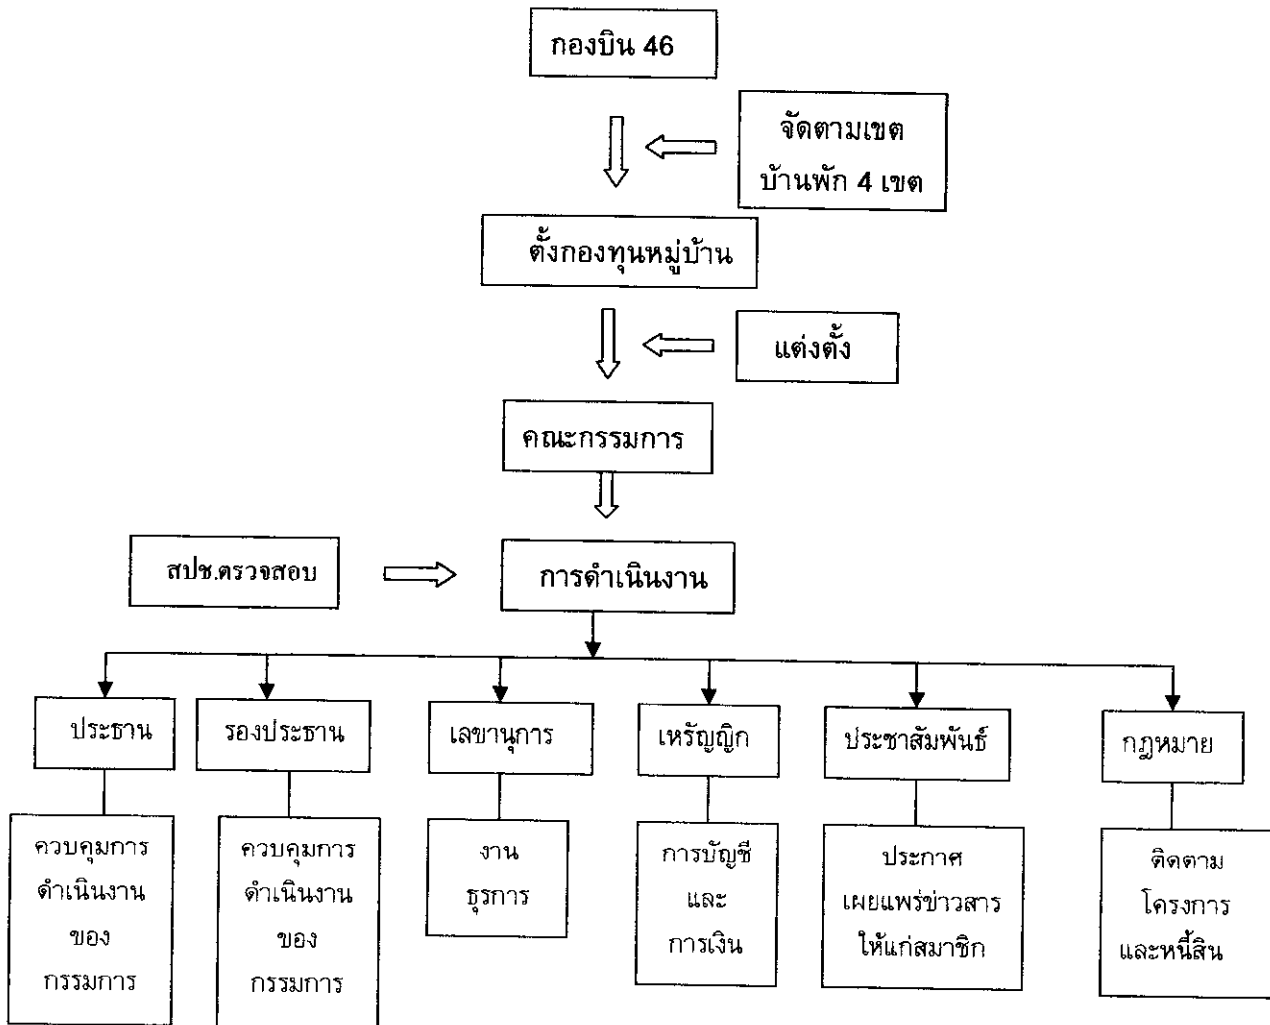 กองบิน 46
จัดตามเขต
บ้านพัก 4 เขต
ตั้งกองทุนหมู่บ้าน
แต่งตั้ง
คณะกรรมการ
สปช.ตรวจสอบ
การดำเนินงาน
ประธาน
รองประธาน
เลขานุการ
เหรัญญิก
ประชาสัมพันธ์
กฎหมาย
ควบคุมการ
ดำเนินงาน
ของ
กรรมการ
ควบคุมการ
ดำเนินงาน
ของ
กรรมการ
งาน
ธุรการ
การบัญชี
และ
การเงิน
ประกาศ
เผยแพร่ข่าวสาร
ให้แก่สมาชิก
ติดตาม
โครงการ
และหนี้สิน